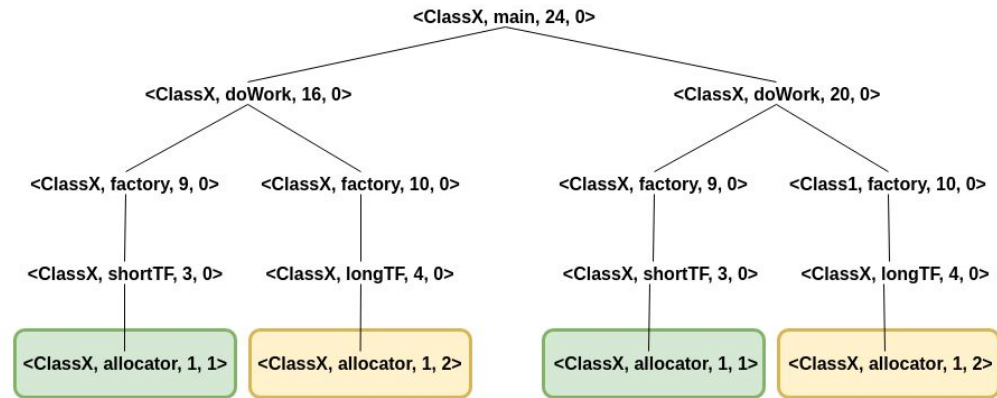 <ClassX, main, 24, 0>
<ClassX, doWork, 16, 0>
<ClassX, doWork, 20, 0>
<ClassX, factory, 9, 0>
<ClassX, factory, 10, 0>
<ClassX, factory, 9, 0>
<Class1, factory, 10, 0>
<ClassX, shortTF, 3, 0>
<ClassX, longTF, 4, 0>
<ClassX, shortTF, 3, 0>
<ClassX, longTF, 4, 0>
<ClassX, allocator, 1, 1>
<ClassX, allocator, 1, 2>
<ClassX, allocator, 1, 1>
<ClassX, allocator, 1, 2>